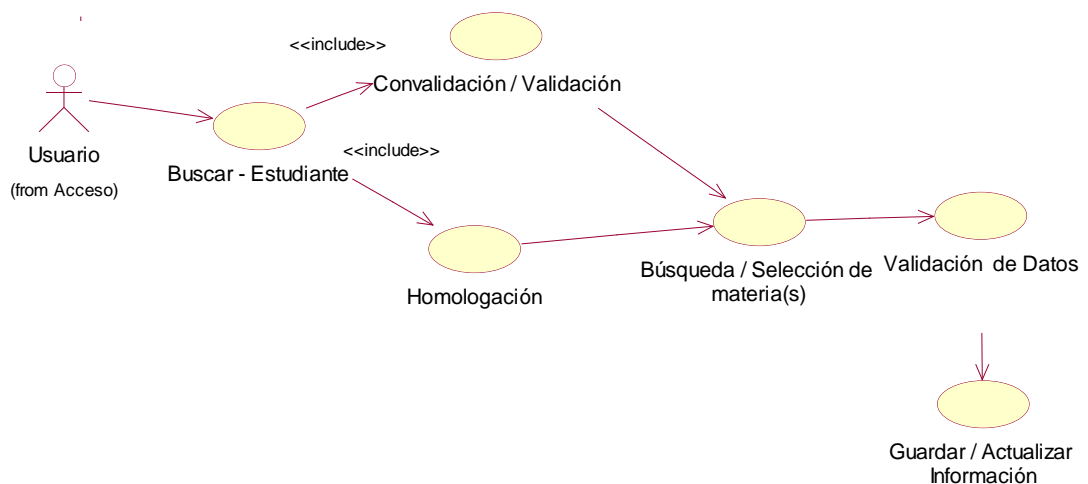 <<include>>
Convalidación / Validación
Usuario
(from Acceso)
Buscar - Estudiante
<<include>>
Homologación
Búsqueda / Selección de
materia(s)
Validación de Datos
Guardar / Actualizar
Información